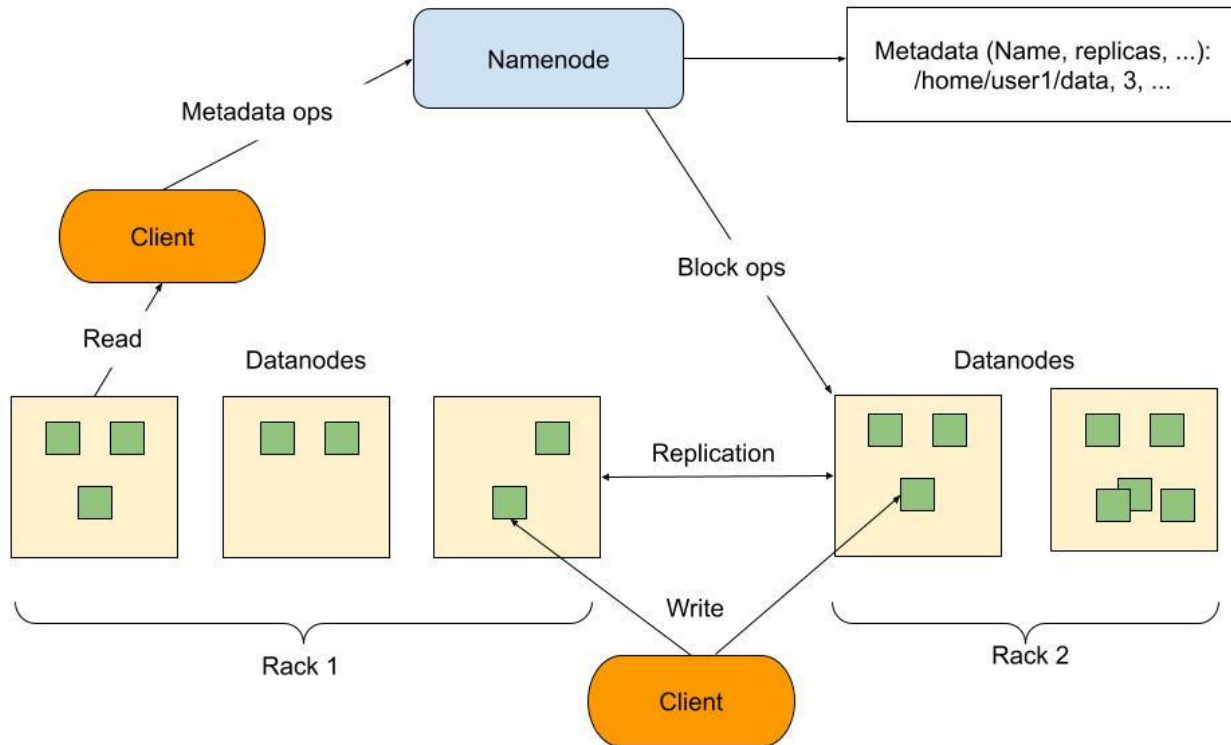 Namenode
Metadata (Name, replicas, ...):
/home/user1/data, 3, ...
Metadata ops
Client
Block ops
Read
Datanodes
Datanodes
Replication
Write
Rack 1
Rack 2
Client